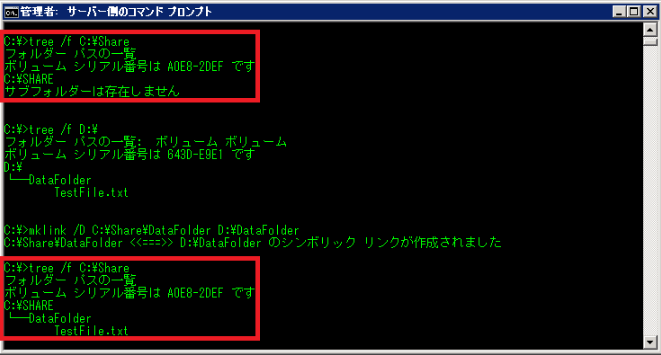 管理者: サーバー側のコマンド プロンプト
C:¥>tree /f C:¥Share
フォルダー パスの一覧
ボリューム シリアル番号は A0E8-2DEF です
C:¥SHARE
サブフォルダーは存在しません
C:¥>tree /f D:¥
フォルダー パスの一覧:  ボリューム ボリューム
ボリューム シリアル番号は 643D-E9E1 です
D:¥
└─DataFolder
TestFile.txt
C:¥>mklink /D C:¥Share¥DataFolder D:¥DataFolder
C:¥Share¥DataFolder <<===>> D:¥DataFolder のシンボリック リンクが作成されました
C:¥>tree /f C:¥Share
フォルダー パスの一覧
ボリューム シリアル番号は A0E8-2DEF です
C:¥SHARE
└─DataFolder
TestFile.txt